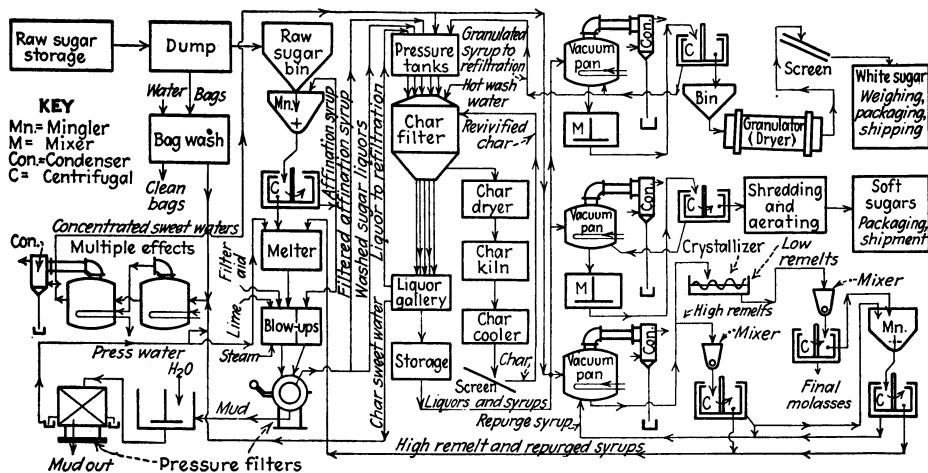 Raw sugar
storage
Dump
Raw
sugar
bin
Water
Bags
KEY
Mn.= Mingler
M = Mixer
Con.= Condenser
C = Centrifugal
Bag wash
Clean
bags
Mn.
+
C
Affination syrup
Filtered affination syrup
Washed sugar liquors
Liquor to refiltration
Pressure
tanks
Granulated
syrup to
refiltration
Hot wash
water
Char
filter
Revivified
char
Char
dryer
Char
kiln
Char
cooler
Char
Screen
Liquor
gallery
Storage
Liquors and syrups
Char sweet water
Concentrated sweet waters
Con.
Multiple effects
Melter
Filter
aid
Lime
Blow-ups
Steam
Press water
H₂O
Mud
Mud out
Pressure filters
Vacuum
pan
Con.
M
C
Bin
Granulator
(Dryer)
Screen
White sugar
Weighing,
packaging,
shipping
Vacuum
pan
Con.
M
C
Shredding
and
aerating
Soft
sugars
Packaging,
shipment
Crystallizer
Low
remelts
High remelts
Mixer
Mixer
Vacuum
pan
Con.
C
C
Final
molasses
Mn.
+
C
Repurge syrup
High remelt and repurged syrups